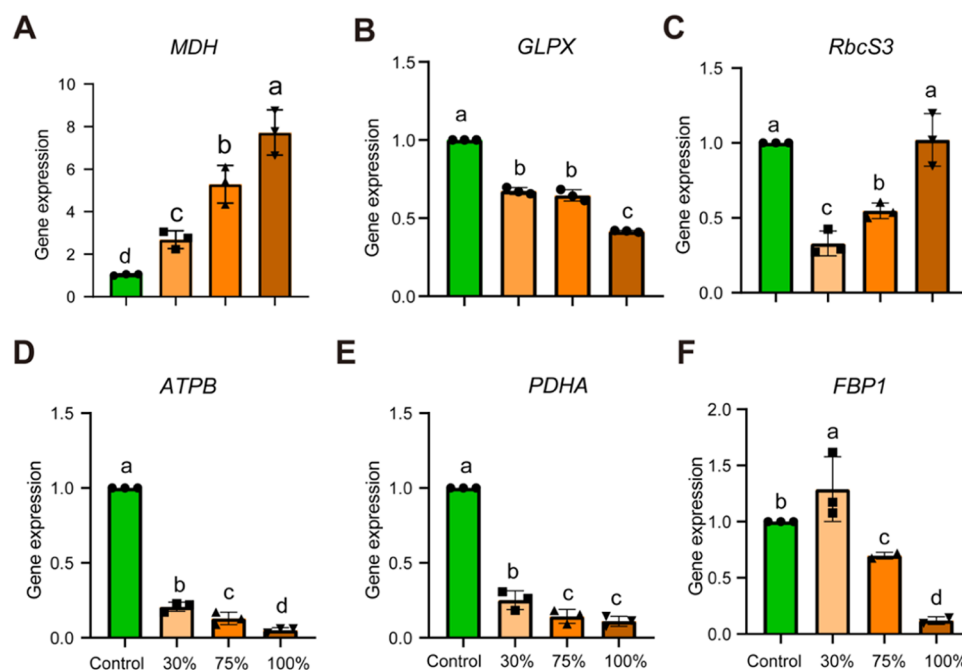 A
MDH
Gene expression
10
8
6
4
2
0
d
c
b
a
B
GLPX
Gene expression
1.5
1.0
0.5
0.0
a
b
b
c
C
RbcS3
Gene expression
1.5
1.0
0.5
0.0
a
c
b
a
D
ATPB
Gene expression
1.5
1.0
0.5
0.0
a
b
c
d
Control 30% 75% 100%
E
PDHA
Gene expression
1.5
1.0
0.5
0.0
a
b
c
c
Control 30% 75% 100%
F
FBP1
Gene expression
2.0
1.5
1.0
0.5
0.0
b
a
c
d
Control 30% 75% 100%